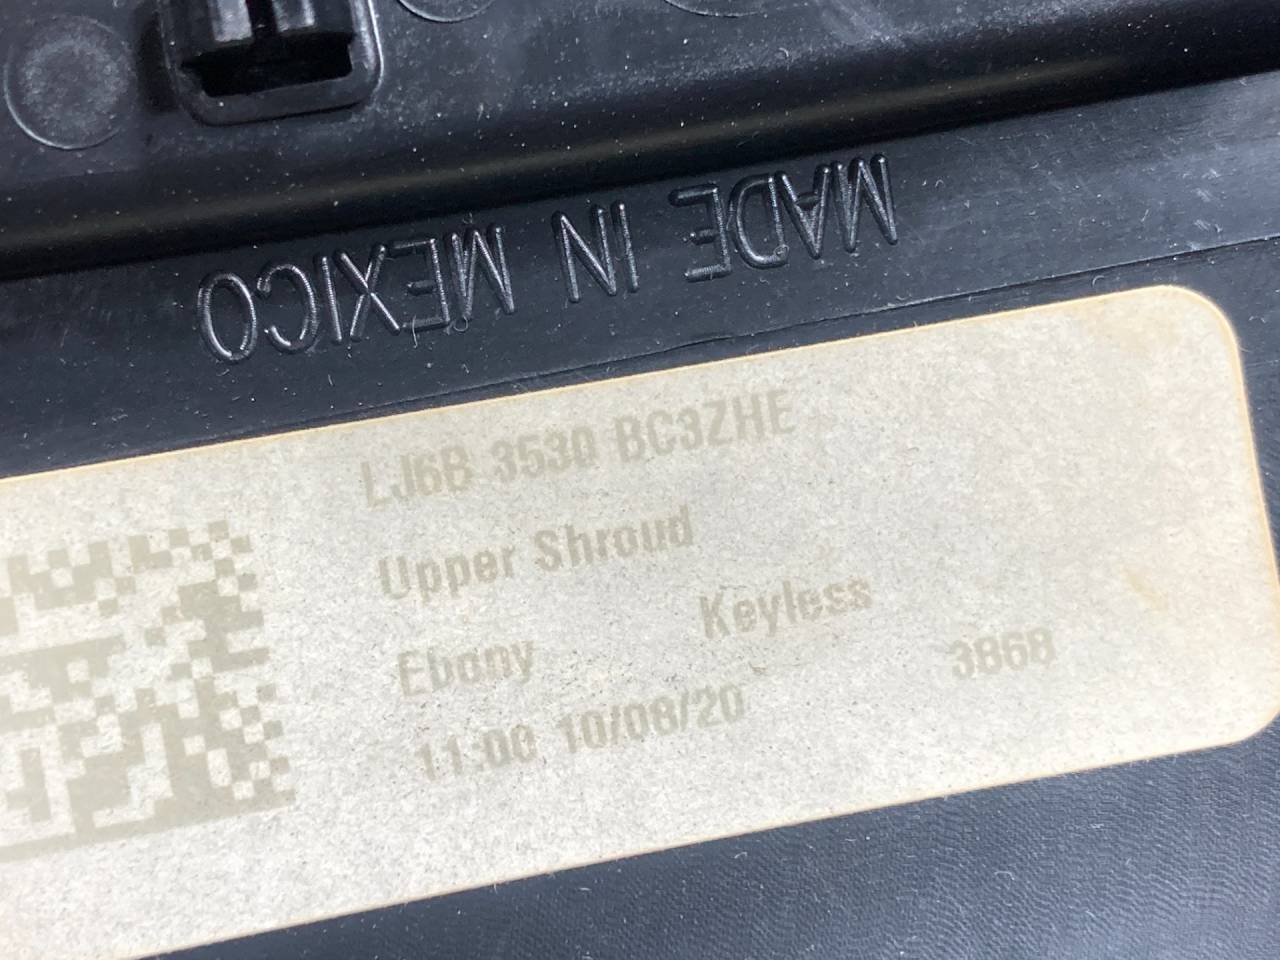 MADE IN MEXICO
LJ6B 3530 BC3ZHE
Upper Shroud
Ebony Keyless
11:00 10/08/20 3868